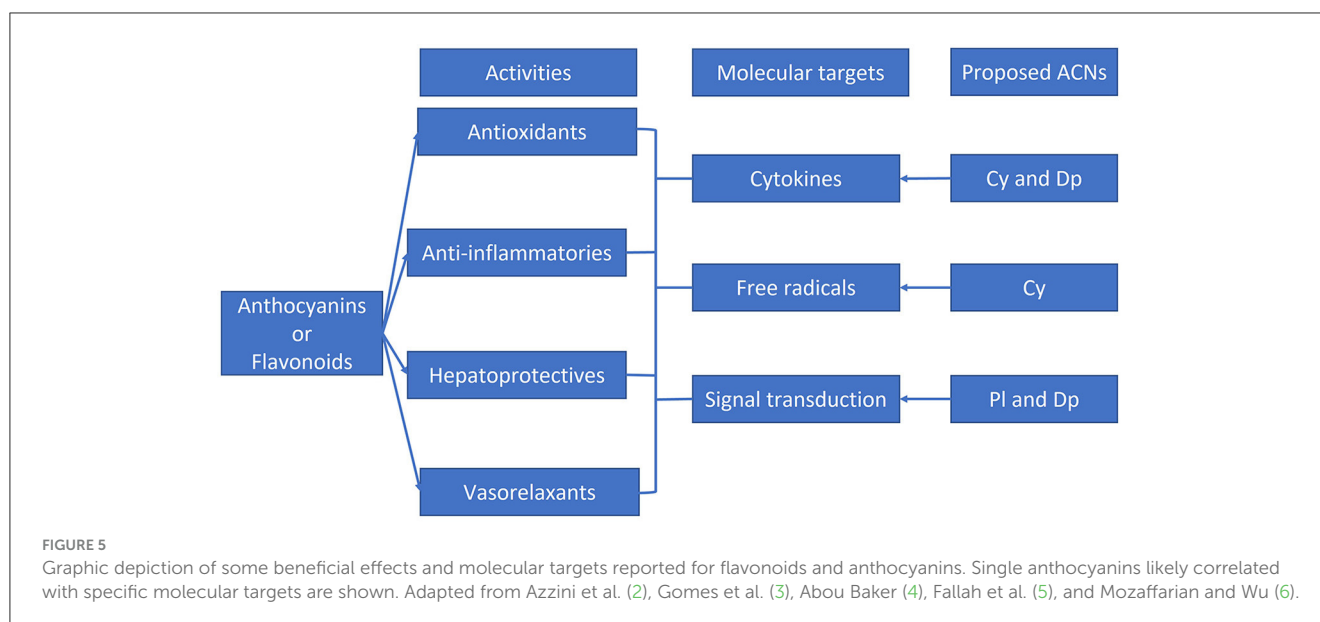 Activities
Molecular targets
Proposed ACNs
Antioxidants
Cytokines
Cy and Dp
Anti-inflammatories
Free radicals
Cy
Anthocyanins
or
Flavonoids
Hepatoprotectives
Signal transduction
Pl and Dp
Vasorelaxants
FIGURE 5
Graphic depiction of some beneficial effects and molecular targets reported for flavonoids and anthocyanins. Single anthocyanins likely correlated
with specific molecular targets are shown. Adapted from Azzini et al. (2), Gomes et al. (3), Abou Baker (4), Fallah et al. (5), and Mozaffarian and Wu (6).